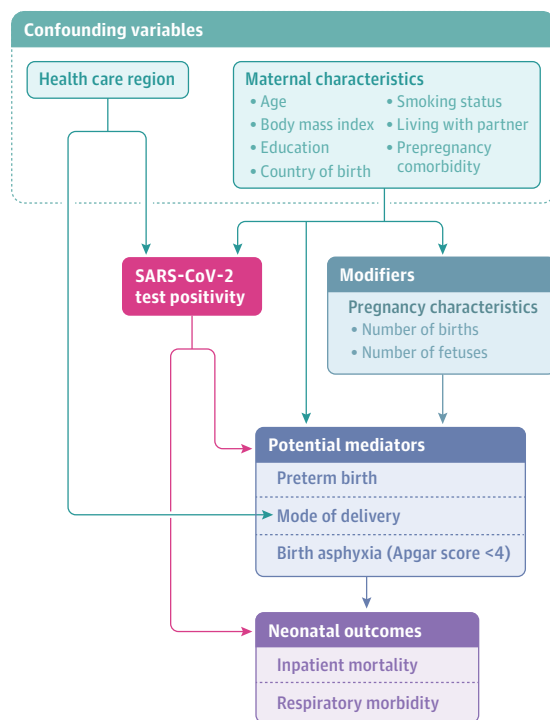 Confounding variables
Health care region
Maternal characteristics
• Age
• Body mass index
• Education
• Country of birth
• Smoking status
• Living with partner
• Prepregnancy
comorbidity
SARS-CoV-2
test positivity
Modifiers
Pregnancy characteristics
• Number of births
• Number of fetuses
Potential mediators
Preterm birth
Mode of delivery
Birth asphyxia (Apgar score <4)
Neonatal outcomes
Inpatient mortality
Respiratory morbidity